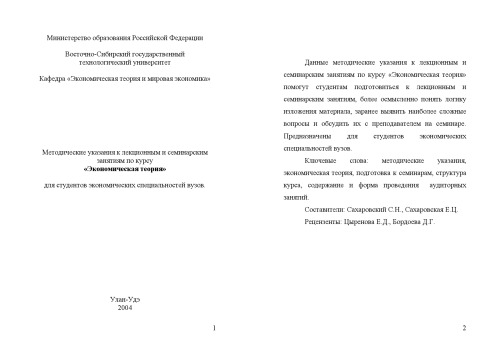 Министерство образования Российской Федерации
Восточно-Сибирский государственный
технологический университет
Кафедра «Экономическая теория и мировая экономика»
Методические указания к лекционным и семинарским
занятиям по курсу
«Экономическая теория»
для студентов экономических специальностей вузов.
Улан-Удэ
2004
1
Данные методические указания к лекционным и
семинарским занятиям по курсу «Экономическая теория»
помогут студентам подготовиться к лекционным и
семинарским занятиям, более осмысленно понять логику
изложения материала, заранее выявить наиболее сложные
вопросы и обсудить их с преподавателем на семинаре.
Предназначены для студентов экономических
специальностей вузов.
Ключевые слова: методические указания,
экономическая теория, подготовка к семинарам, структура
курса, содержание и форма проведения аудиторных
занятий.
Составители: Сахаровский С.Н., Сахаровская Е.Ц.
Рецензенты: Цыренова Е.Д., Бордоева Д.Г.
2